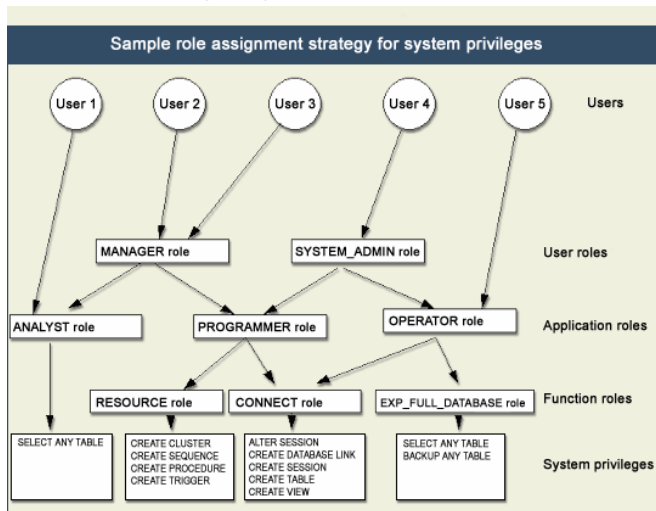 Sample role assignment strategy for system privileges
User 1
User 2
User 3
User 4
User 5
Users
MANAGER role
SYSTEM_ADMIN role
User roles
ANALYST role
PROGRAMMER role
OPERATOR role
Application roles
RESOURCE role
CONNECT role
EXP_FULL_DATABASE role
Function roles
SELECT ANY TABLE
CREATE CLUSTER
CREATE SEQUENCE
CREATE PROCEDURE
CREATE TRIGGER
ALTER SESSION
CREATE DATABASE LINK
CREATE SESSION
CREATE TABLE
CREATE VIEW
SELECT ANY TABLE
BACKUP ANY TABLE
System privileges